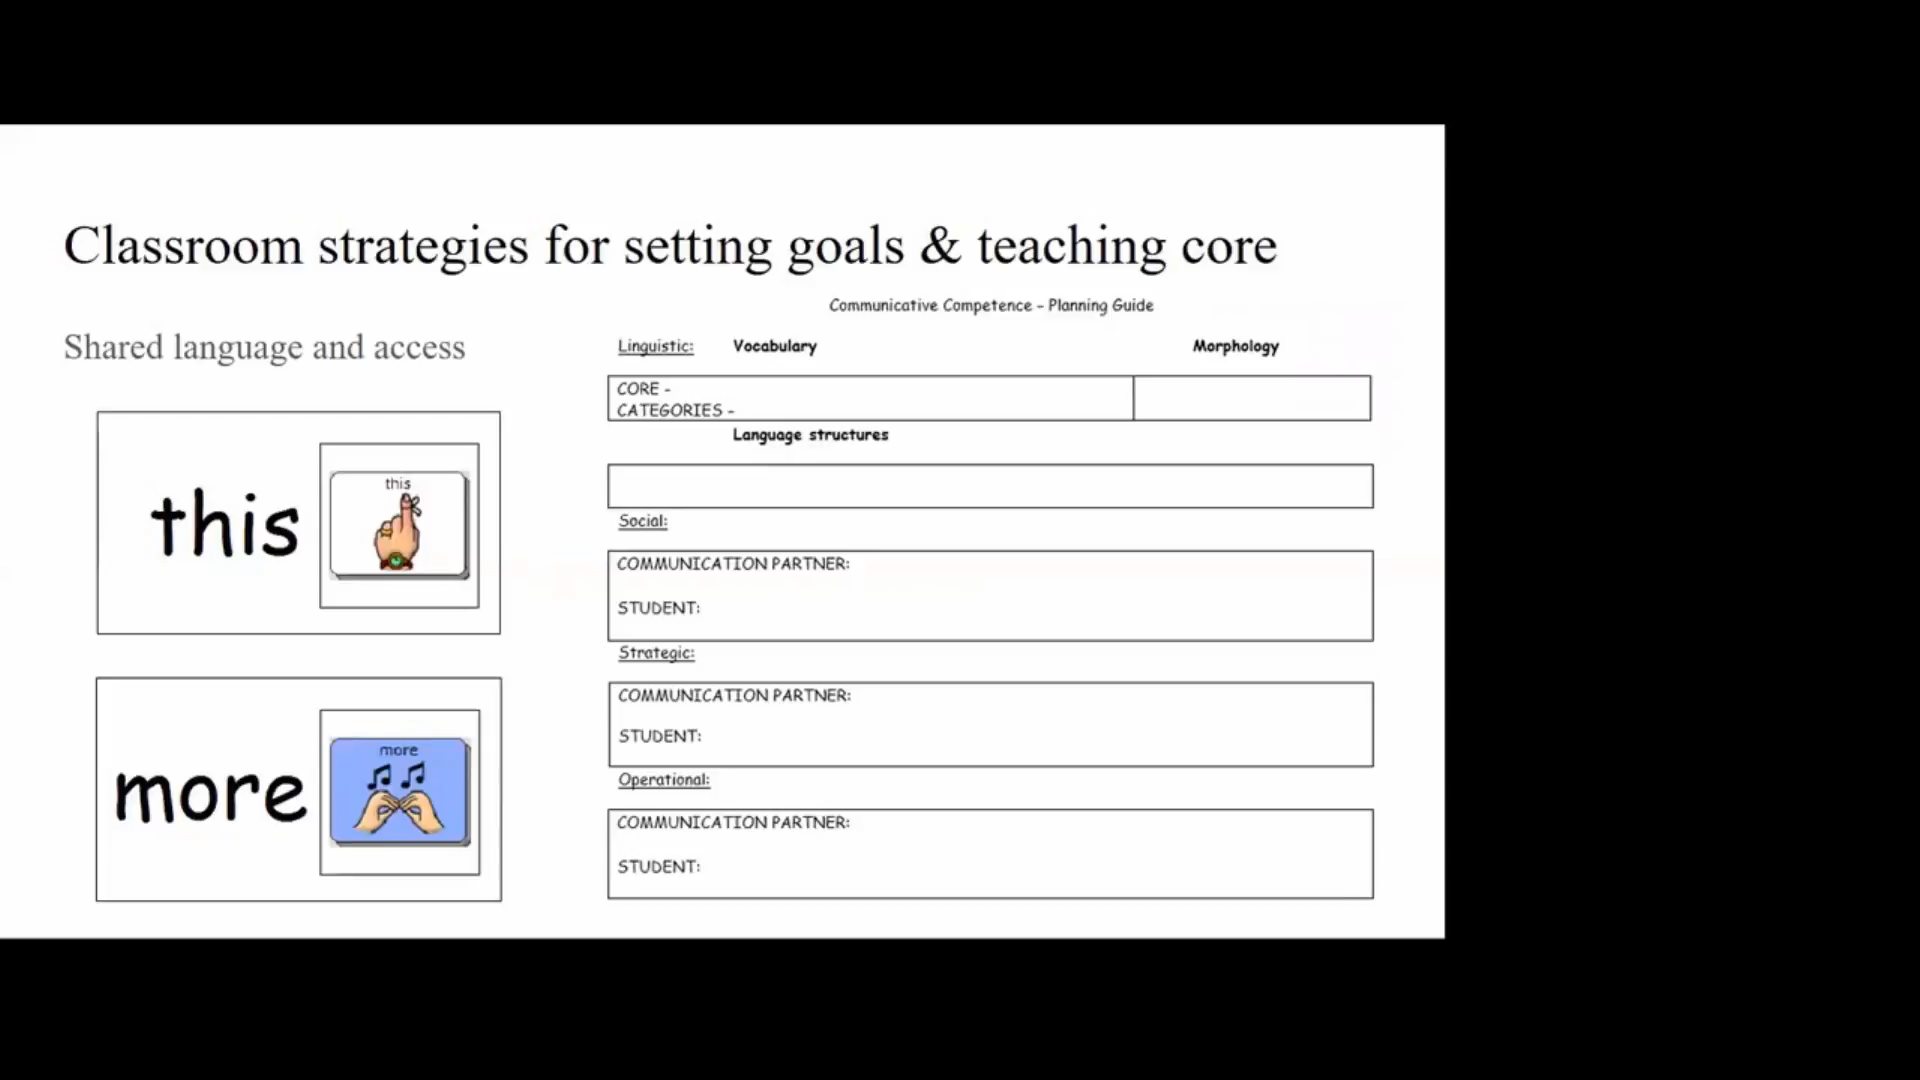 Classroom strategies for setting goals & teaching core
Shared language and access
this
this
more
more
Communicative Competence – Planning Guide
Linguistic: Vocabulary Morphology
CORE -
CATEGORIES -
Language structures
Social:
COMMUNICATION PARTNER:
STUDENT:
Strategic:
COMMUNICATION PARTNER:
STUDENT:
Operational:
COMMUNICATION PARTNER:
STUDENT: